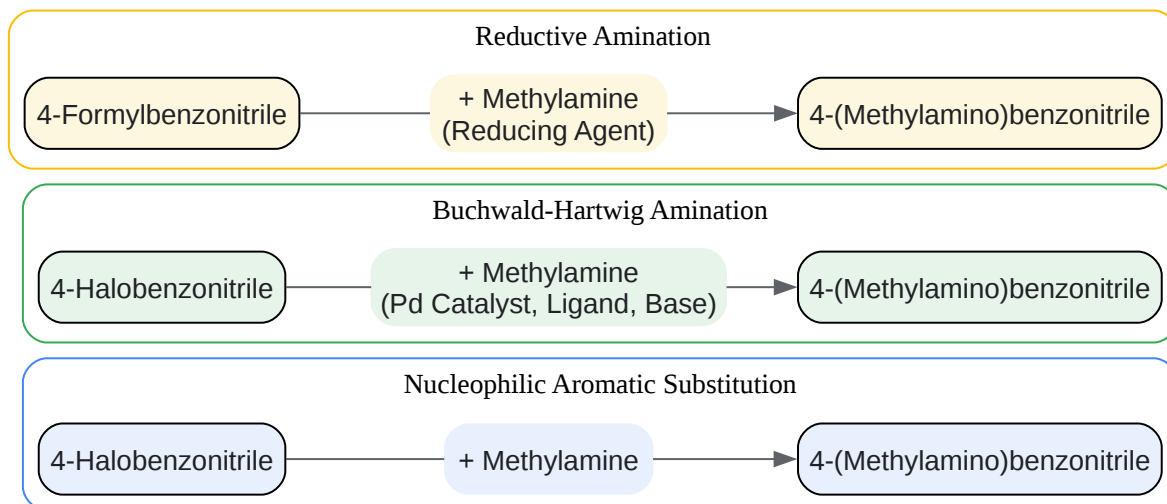 Reductive Amination
4-Formylbenzonitrile
+ Methylamine
(Reducing Agent)
4-(Methylamino)benzonitrile
Buchwald-Hartwig Amination
4-Halobenzonitrile
+ Methylamine
(Pd Catalyst, Ligand, Base)
4-(Methylamino)benzonitrile
Nucleophilic Aromatic Substitution
4-Halobenzonitrile
+ Methylamine
4-(Methylamino)benzonitrile